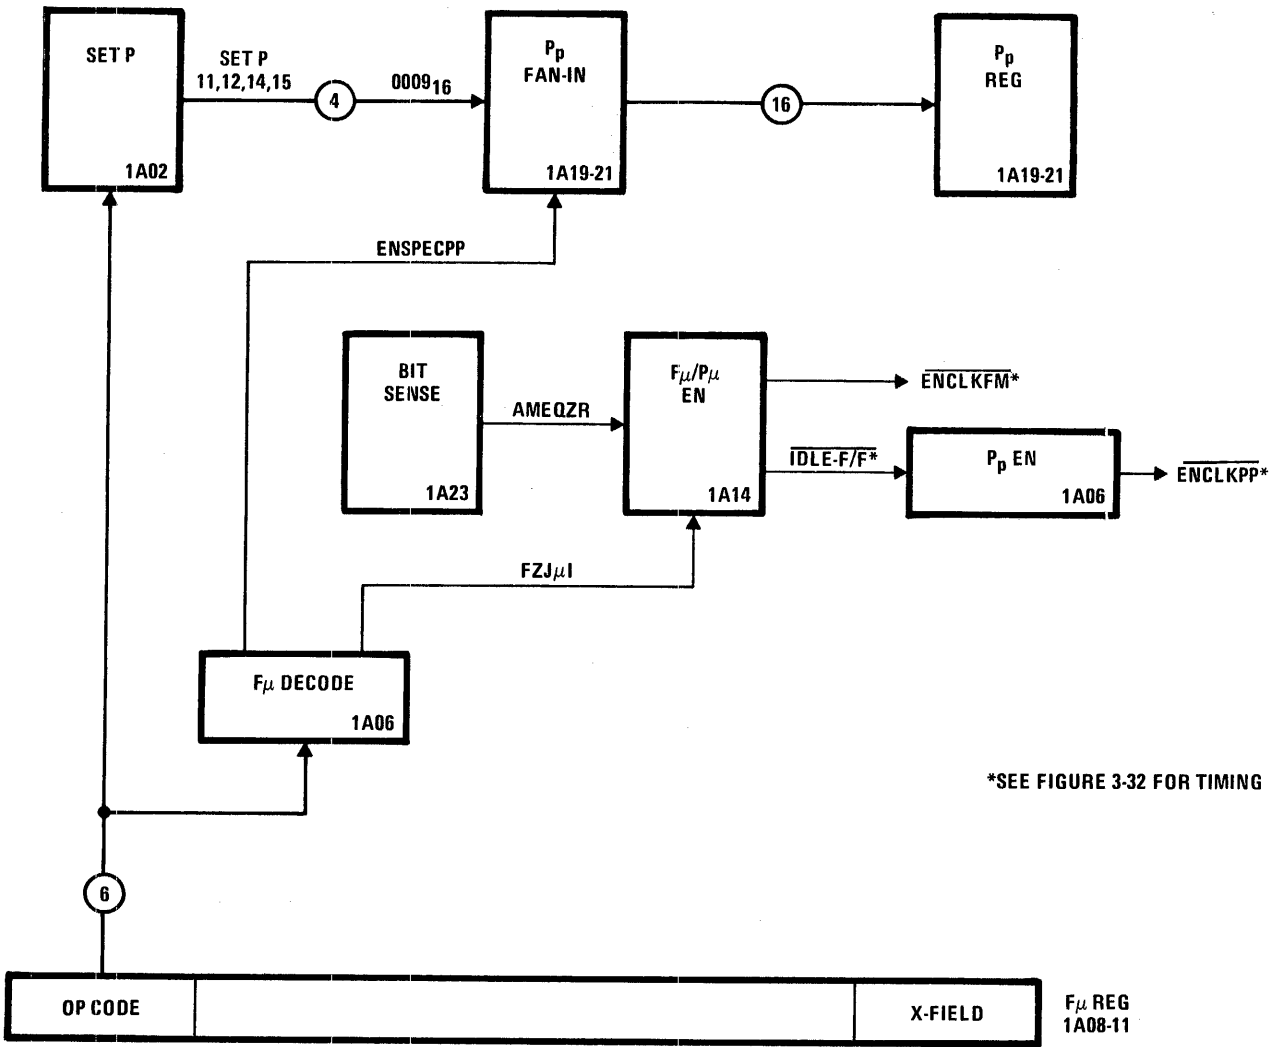 SET P
1A02
SET P
11,12,14,15
4
0009₁₆
Pp
FAN-IN
1A19-21
16
Pp
REG
1A19-21
ENSPECPP
BIT
SENSE
1A23
AMEQZR
Fμ/Pμ
EN
1A14
ENCLKFM*
IDLE-F/F*
Pp EN
1A06
ENCLKPP*
FZJμI
Fμ DECODE
1A06
*SEE FIGURE 3-32 FOR TIMING
6
OP CODE
X-FIELD
Fμ REG
1A08-11